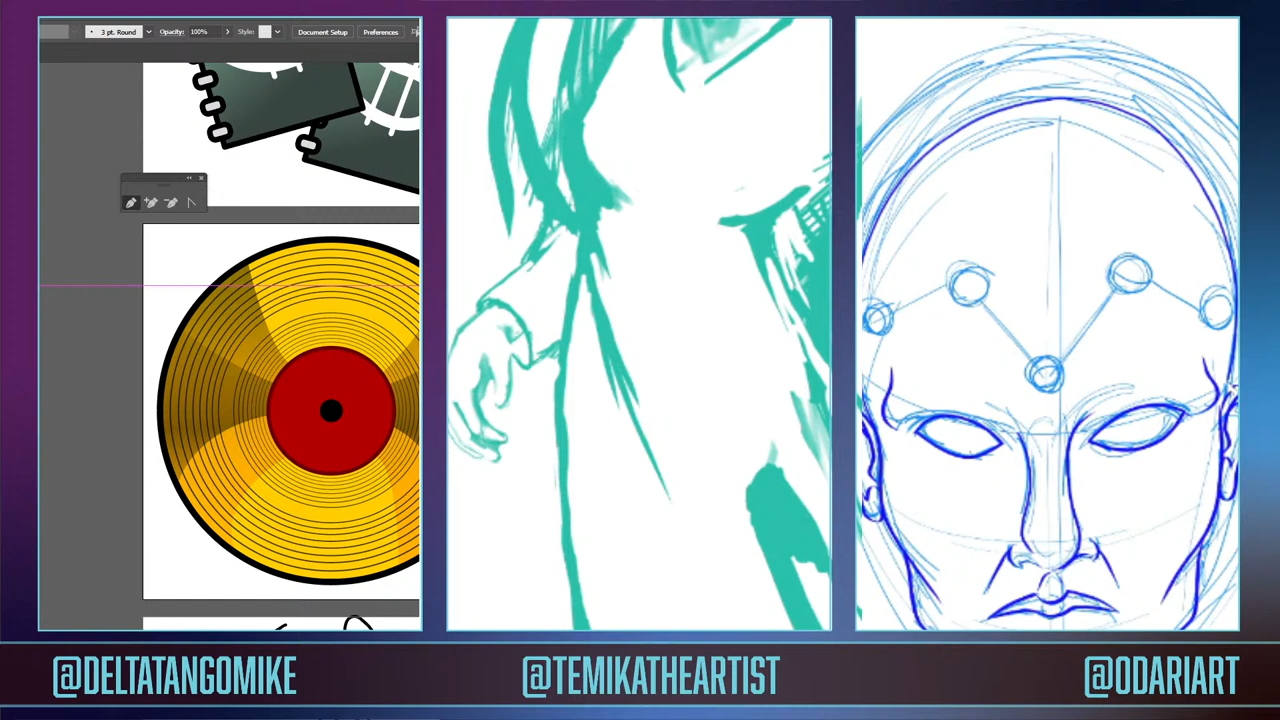 3 pt. Round Opacity: 100% Style: Document Setup Preferences
@DELTATANGOMIKE @TEMIKATHEARTIST @ODARIART